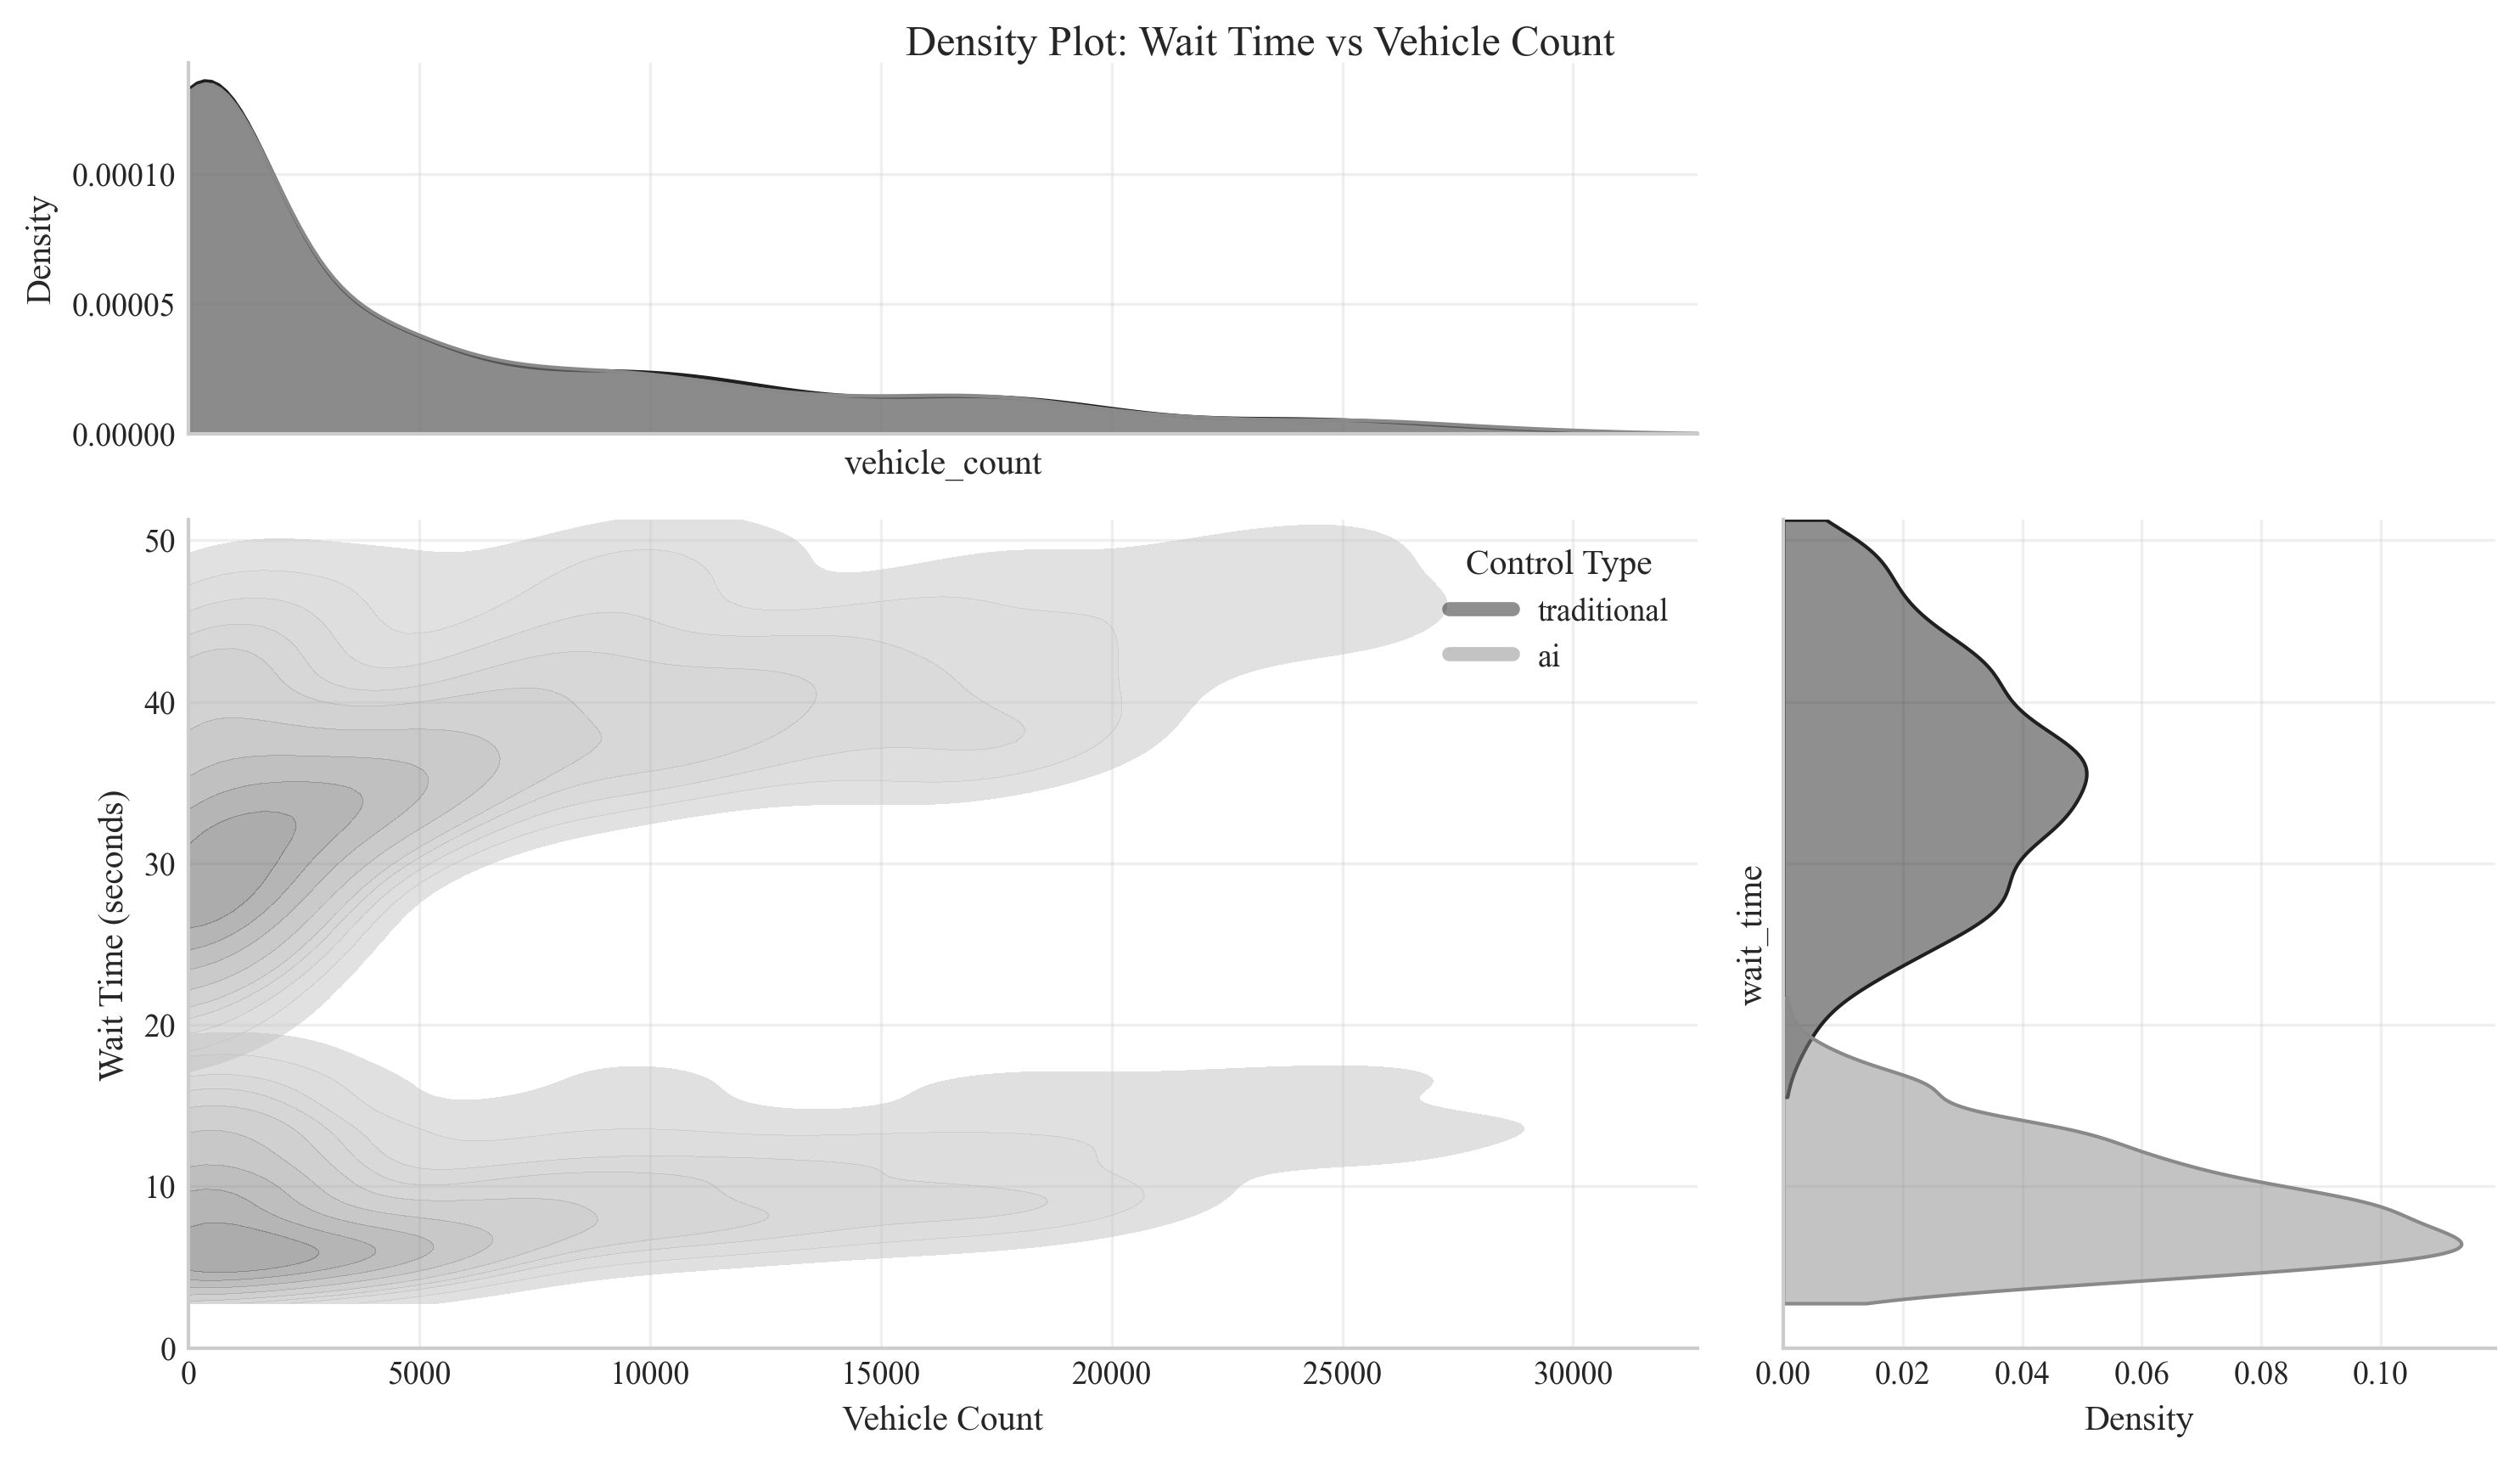 Density Plot: Wait Time vs Vehicle Count
Density
0.00010
0.00005
0.00000
vehicle_count
Wait Time (seconds)
50
40
30
20
10
0
0 5000 10000 15000 20000 25000 30000
Vehicle Count
Control Type
traditional
ai
wait_time
0.00 0.02 0.04 0.06 0.08 0.10
Density